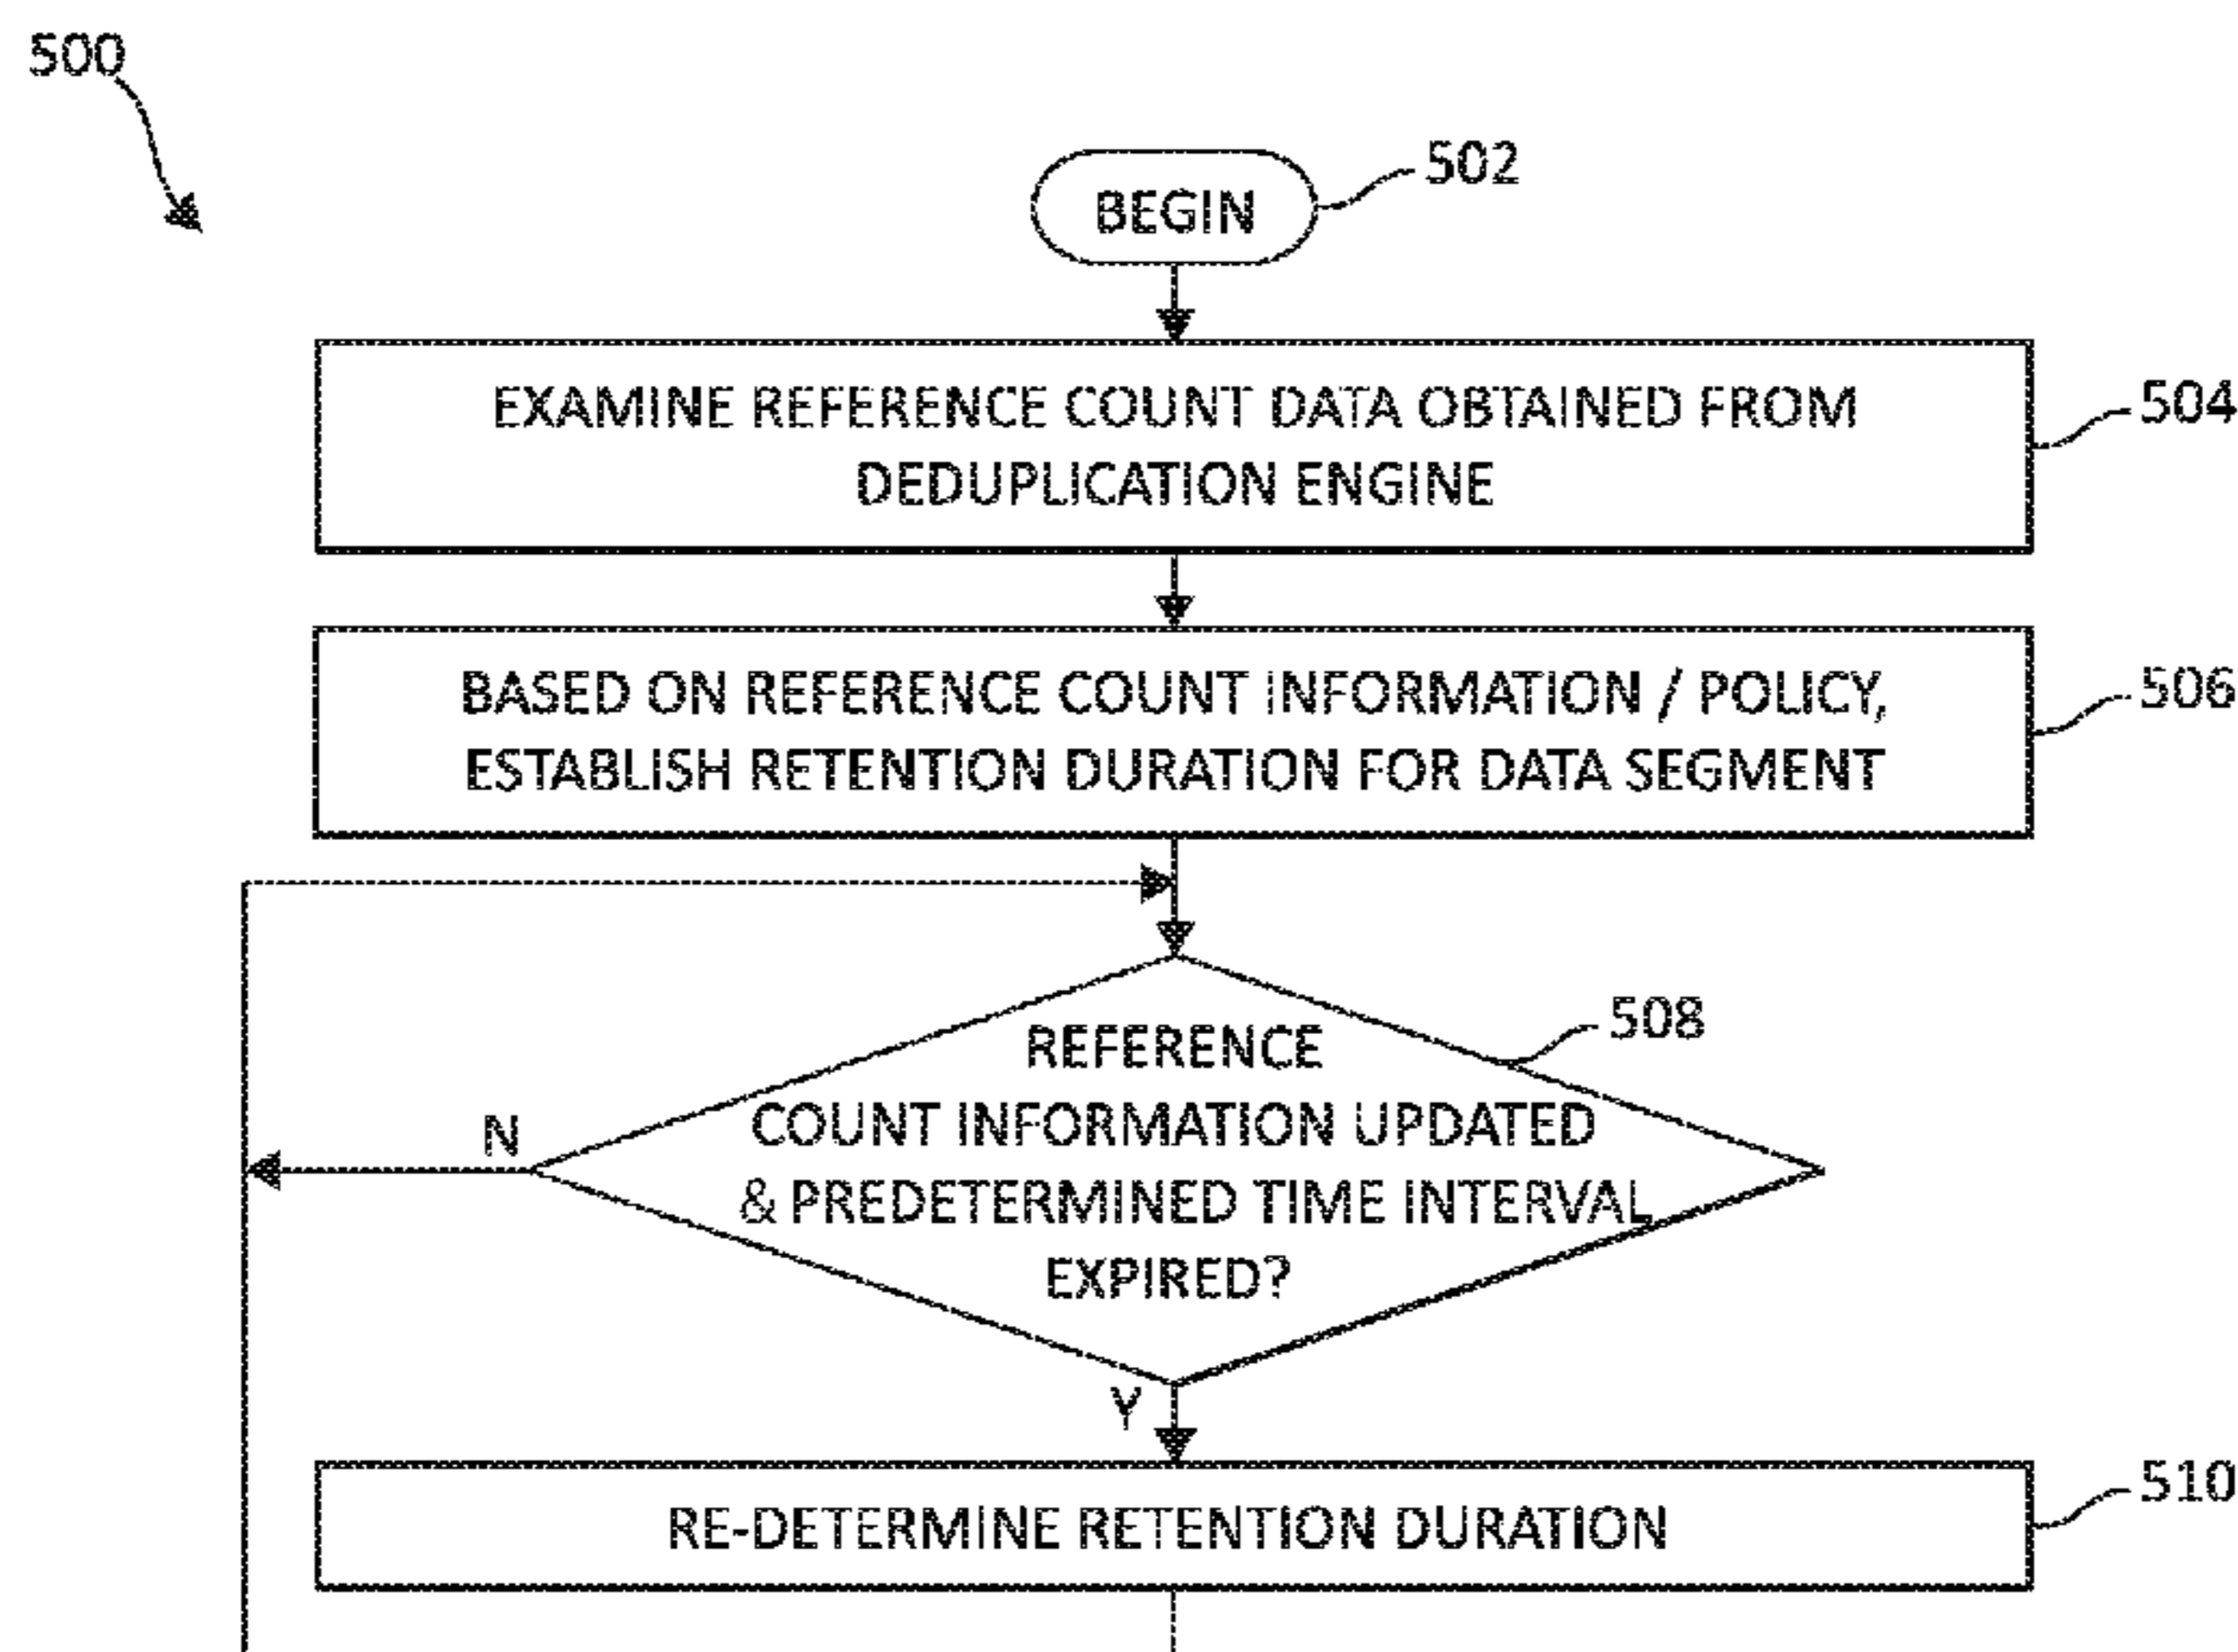 500
BEGIN
502
EXAMINE REFERENCE COUNT DATA OBTAINED FROM
DEDUPLICATION ENGINE
504
BASED ON REFERENCE COUNT INFORMATION / POLICY,
ESTABLISH RETENTION DURATION FOR DATA SEGMENT
506
REFERENCE
COUNT INFORMATION UPDATED
& PREDETERMINED TIME INTERVAL
EXPIRED?
508
N
Y
RE-DETERMINE RETENTION DURATION
510